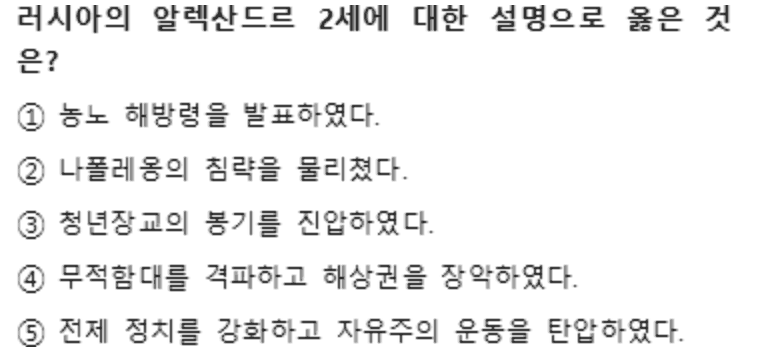 러시아의 알렉산드르 2세에 대한 설명으로 옳은 것
은?
① 농노 해방령을 발표하였다.
② 나폴레옹의 침략을 물리쳤다.
③ 청년장교의 봉기를 진압하였다.
④ 무적함대를 격파하고 해상권을 장악하였다.
⑤ 전제 정치를 강화하고 자유주의 운동을 탄압하였다.